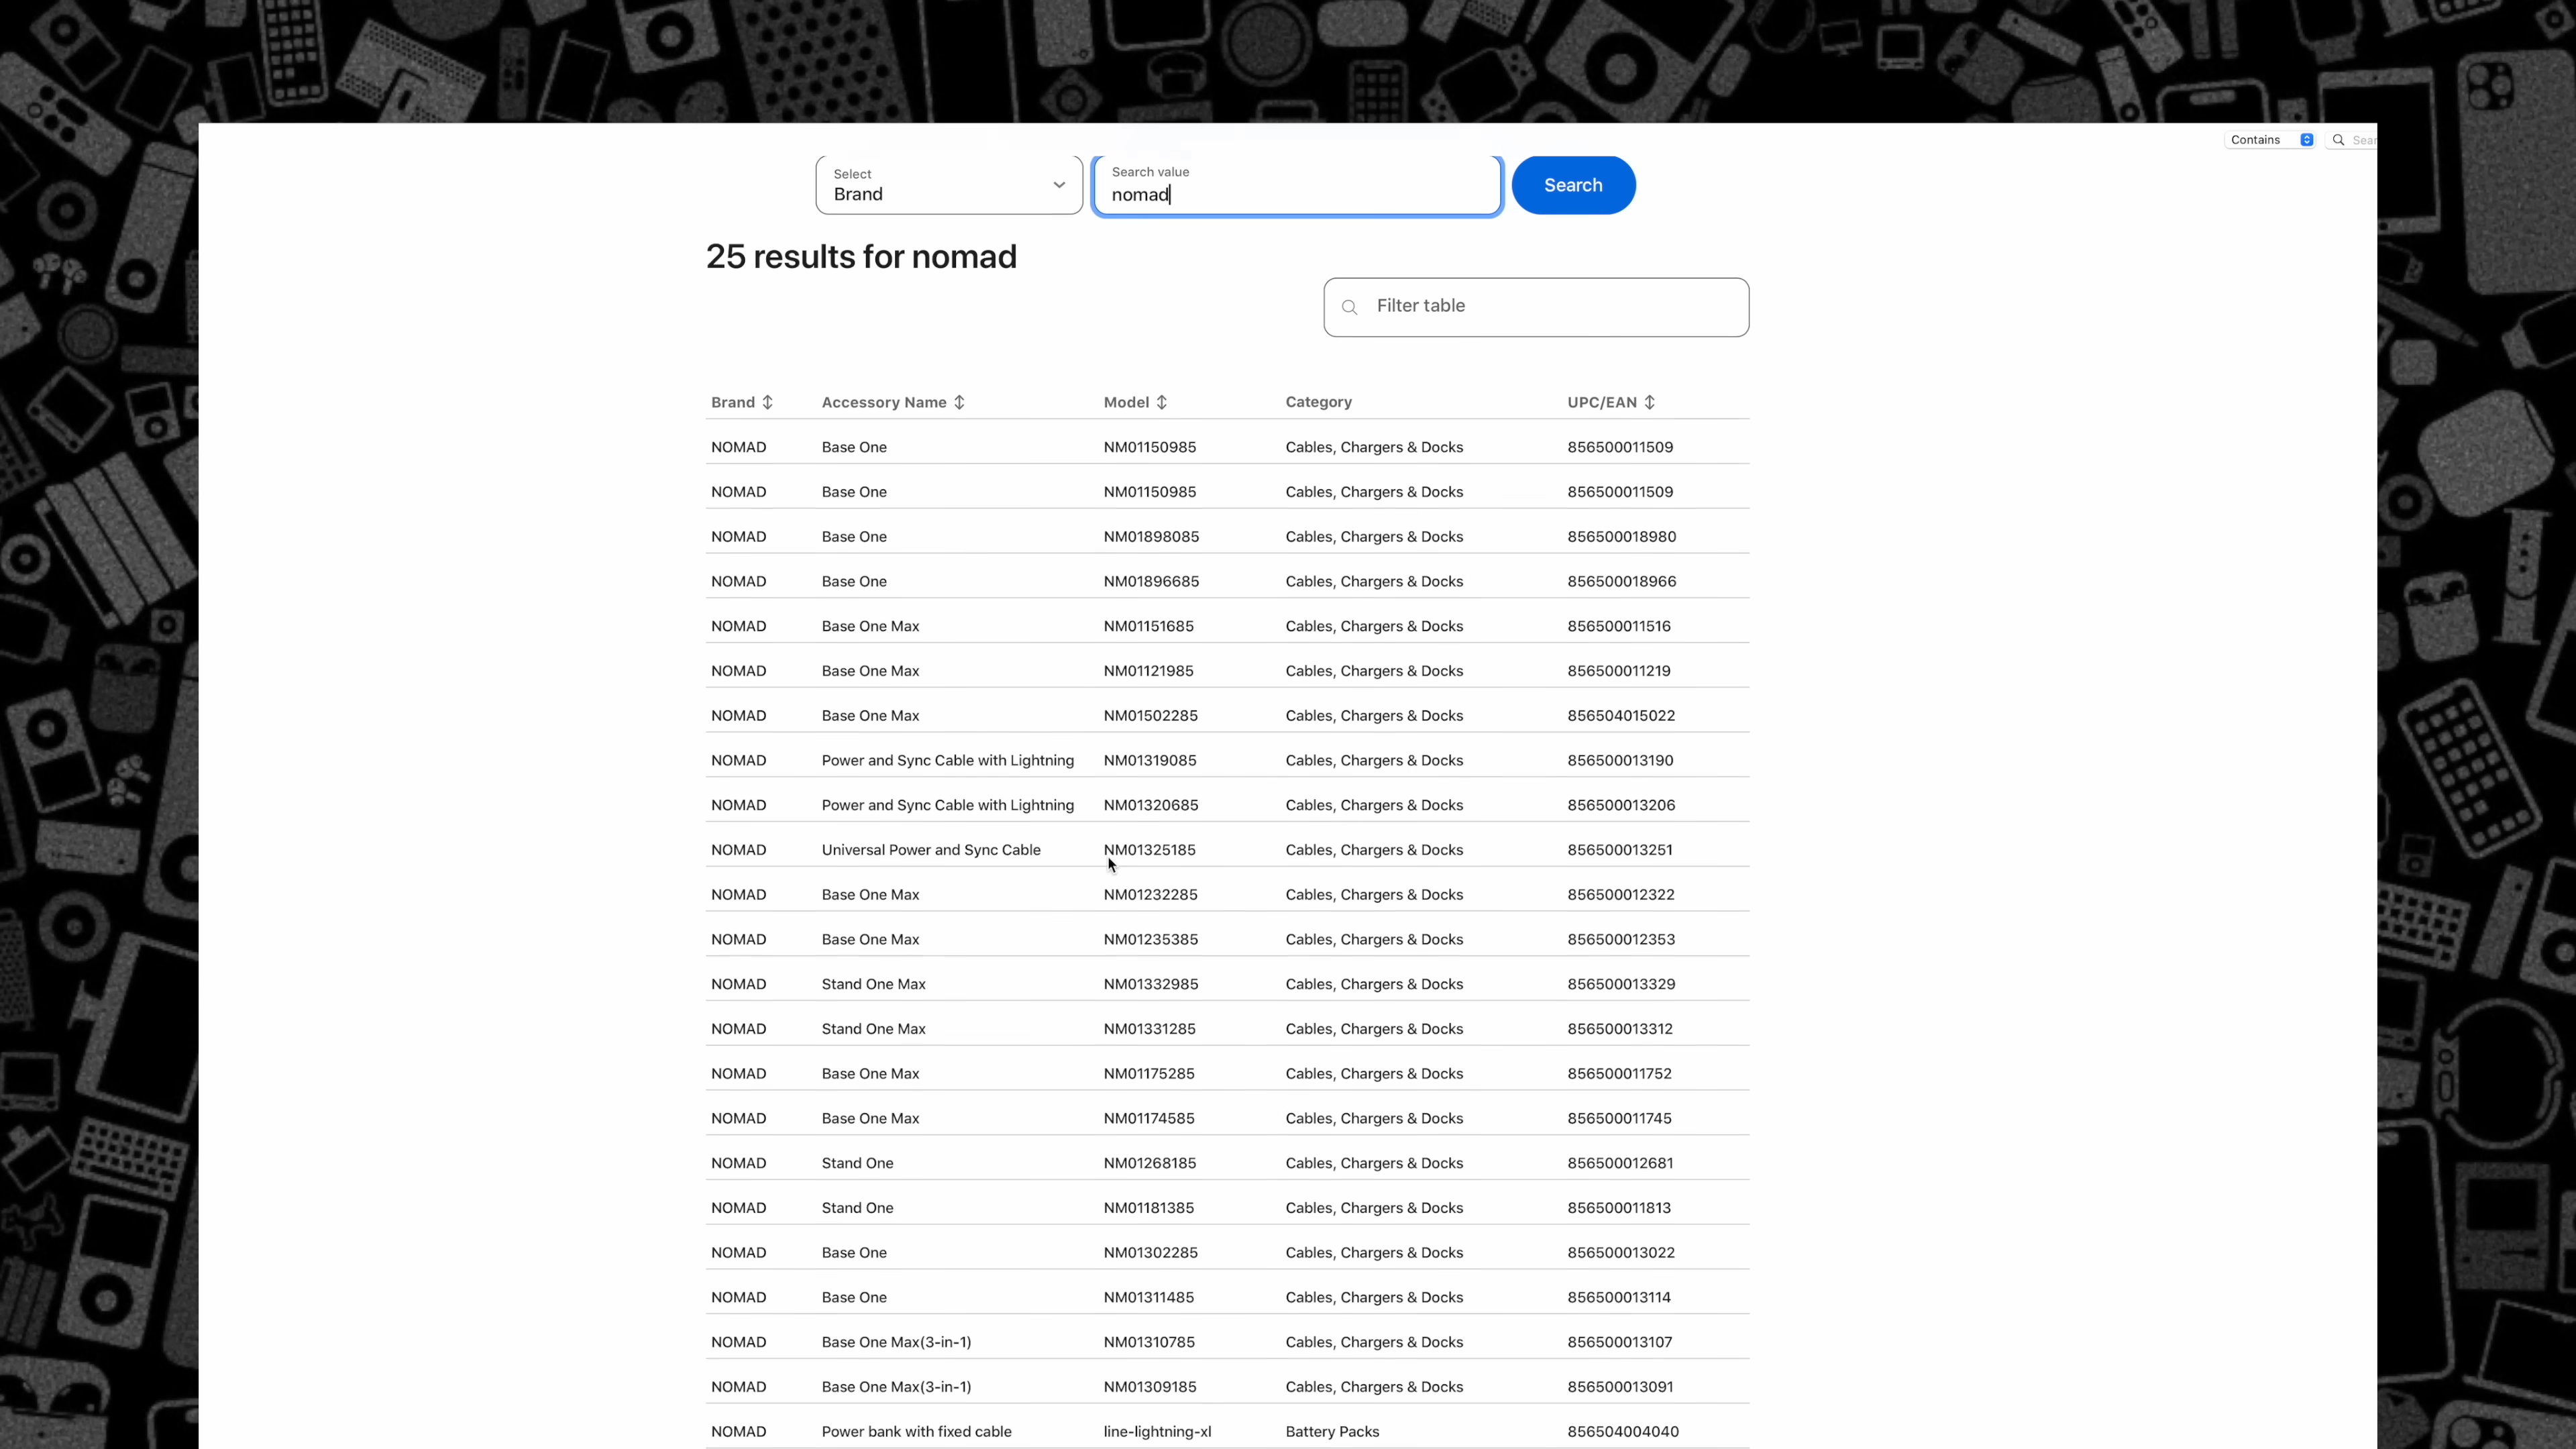 Contains
Sear
Select
Brand
Search value
nomad
Search
25 results for nomad
Filter table
Brand Accessory Name Model Category UPC/EAN
NOMAD Base One NM01150985 Cables, Chargers & Docks 856500011509
NOMAD Base One NM01150985 Cables, Chargers & Docks 856500011509
NOMAD Base One NM01898085 Cables, Chargers & Docks 856500018980
NOMAD Base One NM01896685 Cables, Chargers & Docks 856500018966
NOMAD Base One Max NM01151685 Cables, Chargers & Docks 856500011516
NOMAD Base One Max NM01121985 Cables, Chargers & Docks 856500011219
NOMAD Base One Max NM01502285 Cables, Chargers & Docks 856504015022
NOMAD Power and Sync Cable with Lightning NM01319085 Cables, Chargers & Docks 856500013190
NOMAD Power and Sync Cable with Lightning NM01320685 Cables, Chargers & Docks 856500013206
NOMAD Universal Power and Sync Cable NM01325185 Cables, Chargers & Docks 856500013251
NOMAD Base One Max NM01232285 Cables, Chargers & Docks 856500012322
NOMAD Base One Max NM01235385 Cables, Chargers & Docks 856500012353
NOMAD Stand One Max NM01332985 Cables, Chargers & Docks 856500013329
NOMAD Stand One Max NM01331285 Cables, Chargers & Docks 856500013312
NOMAD Base One Max NM01175285 Cables, Chargers & Docks 856500011752
NOMAD Base One Max NM01174585 Cables, Chargers & Docks 856500011745
NOMAD Stand One NM01268185 Cables, Chargers & Docks 856500012681
NOMAD Stand One NM01181385 Cables, Chargers & Docks 856500011813
NOMAD Base One NM01302285 Cables, Chargers & Docks 856500013022
NOMAD Base One NM01311485 Cables, Chargers & Docks 856500013114
NOMAD Base One Max(3-in-1) NM01310785 Cables, Chargers & Docks 856500013107
NOMAD Base One Max(3-in-1) NM01309185 Cables, Chargers & Docks 856500013091
NOMAD Power bank with fixed cable line-lightning-xl Battery Packs 856504004040